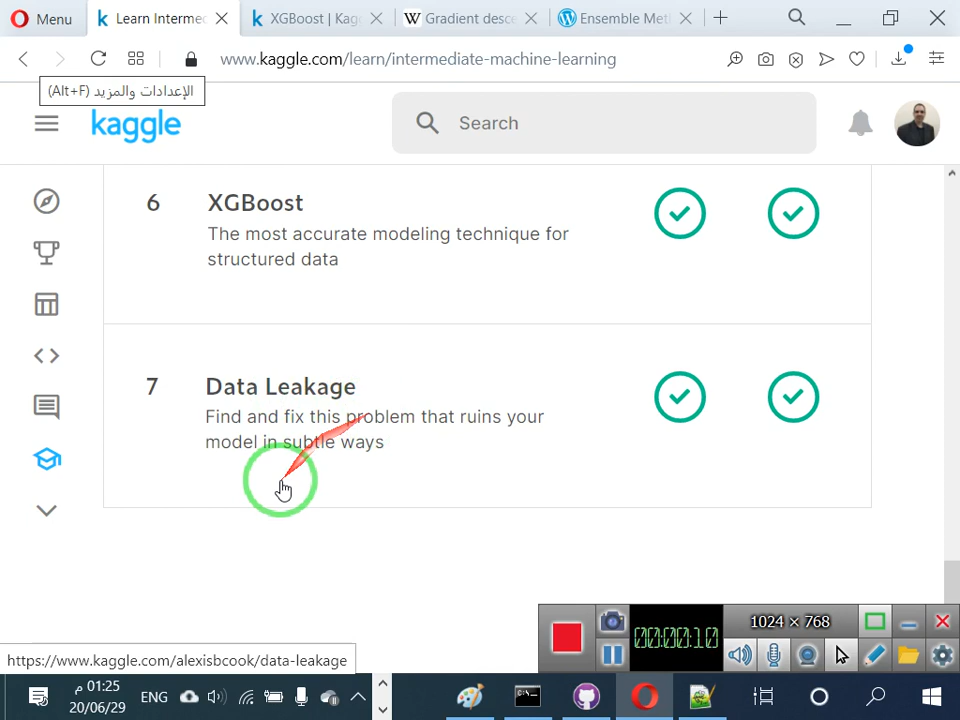 Menu
Learn Interme
XGBoost | Kag
W Gradient desc
Ensemble Met
www.kaggle.com/learn/intermediate-machine-learning
الإعدادات والمزيد (Alt+F)
kaggle
Search
6 XGBoost
The most accurate modeling technique for
structured data
7 Data Leakage
Find and fix this problem that ruins your
model in subtle ways
00:00:10
1024 × 768
https://www.kaggle.com/alexisbcook/data-leakage
01:25 م
20/06/29
ENG